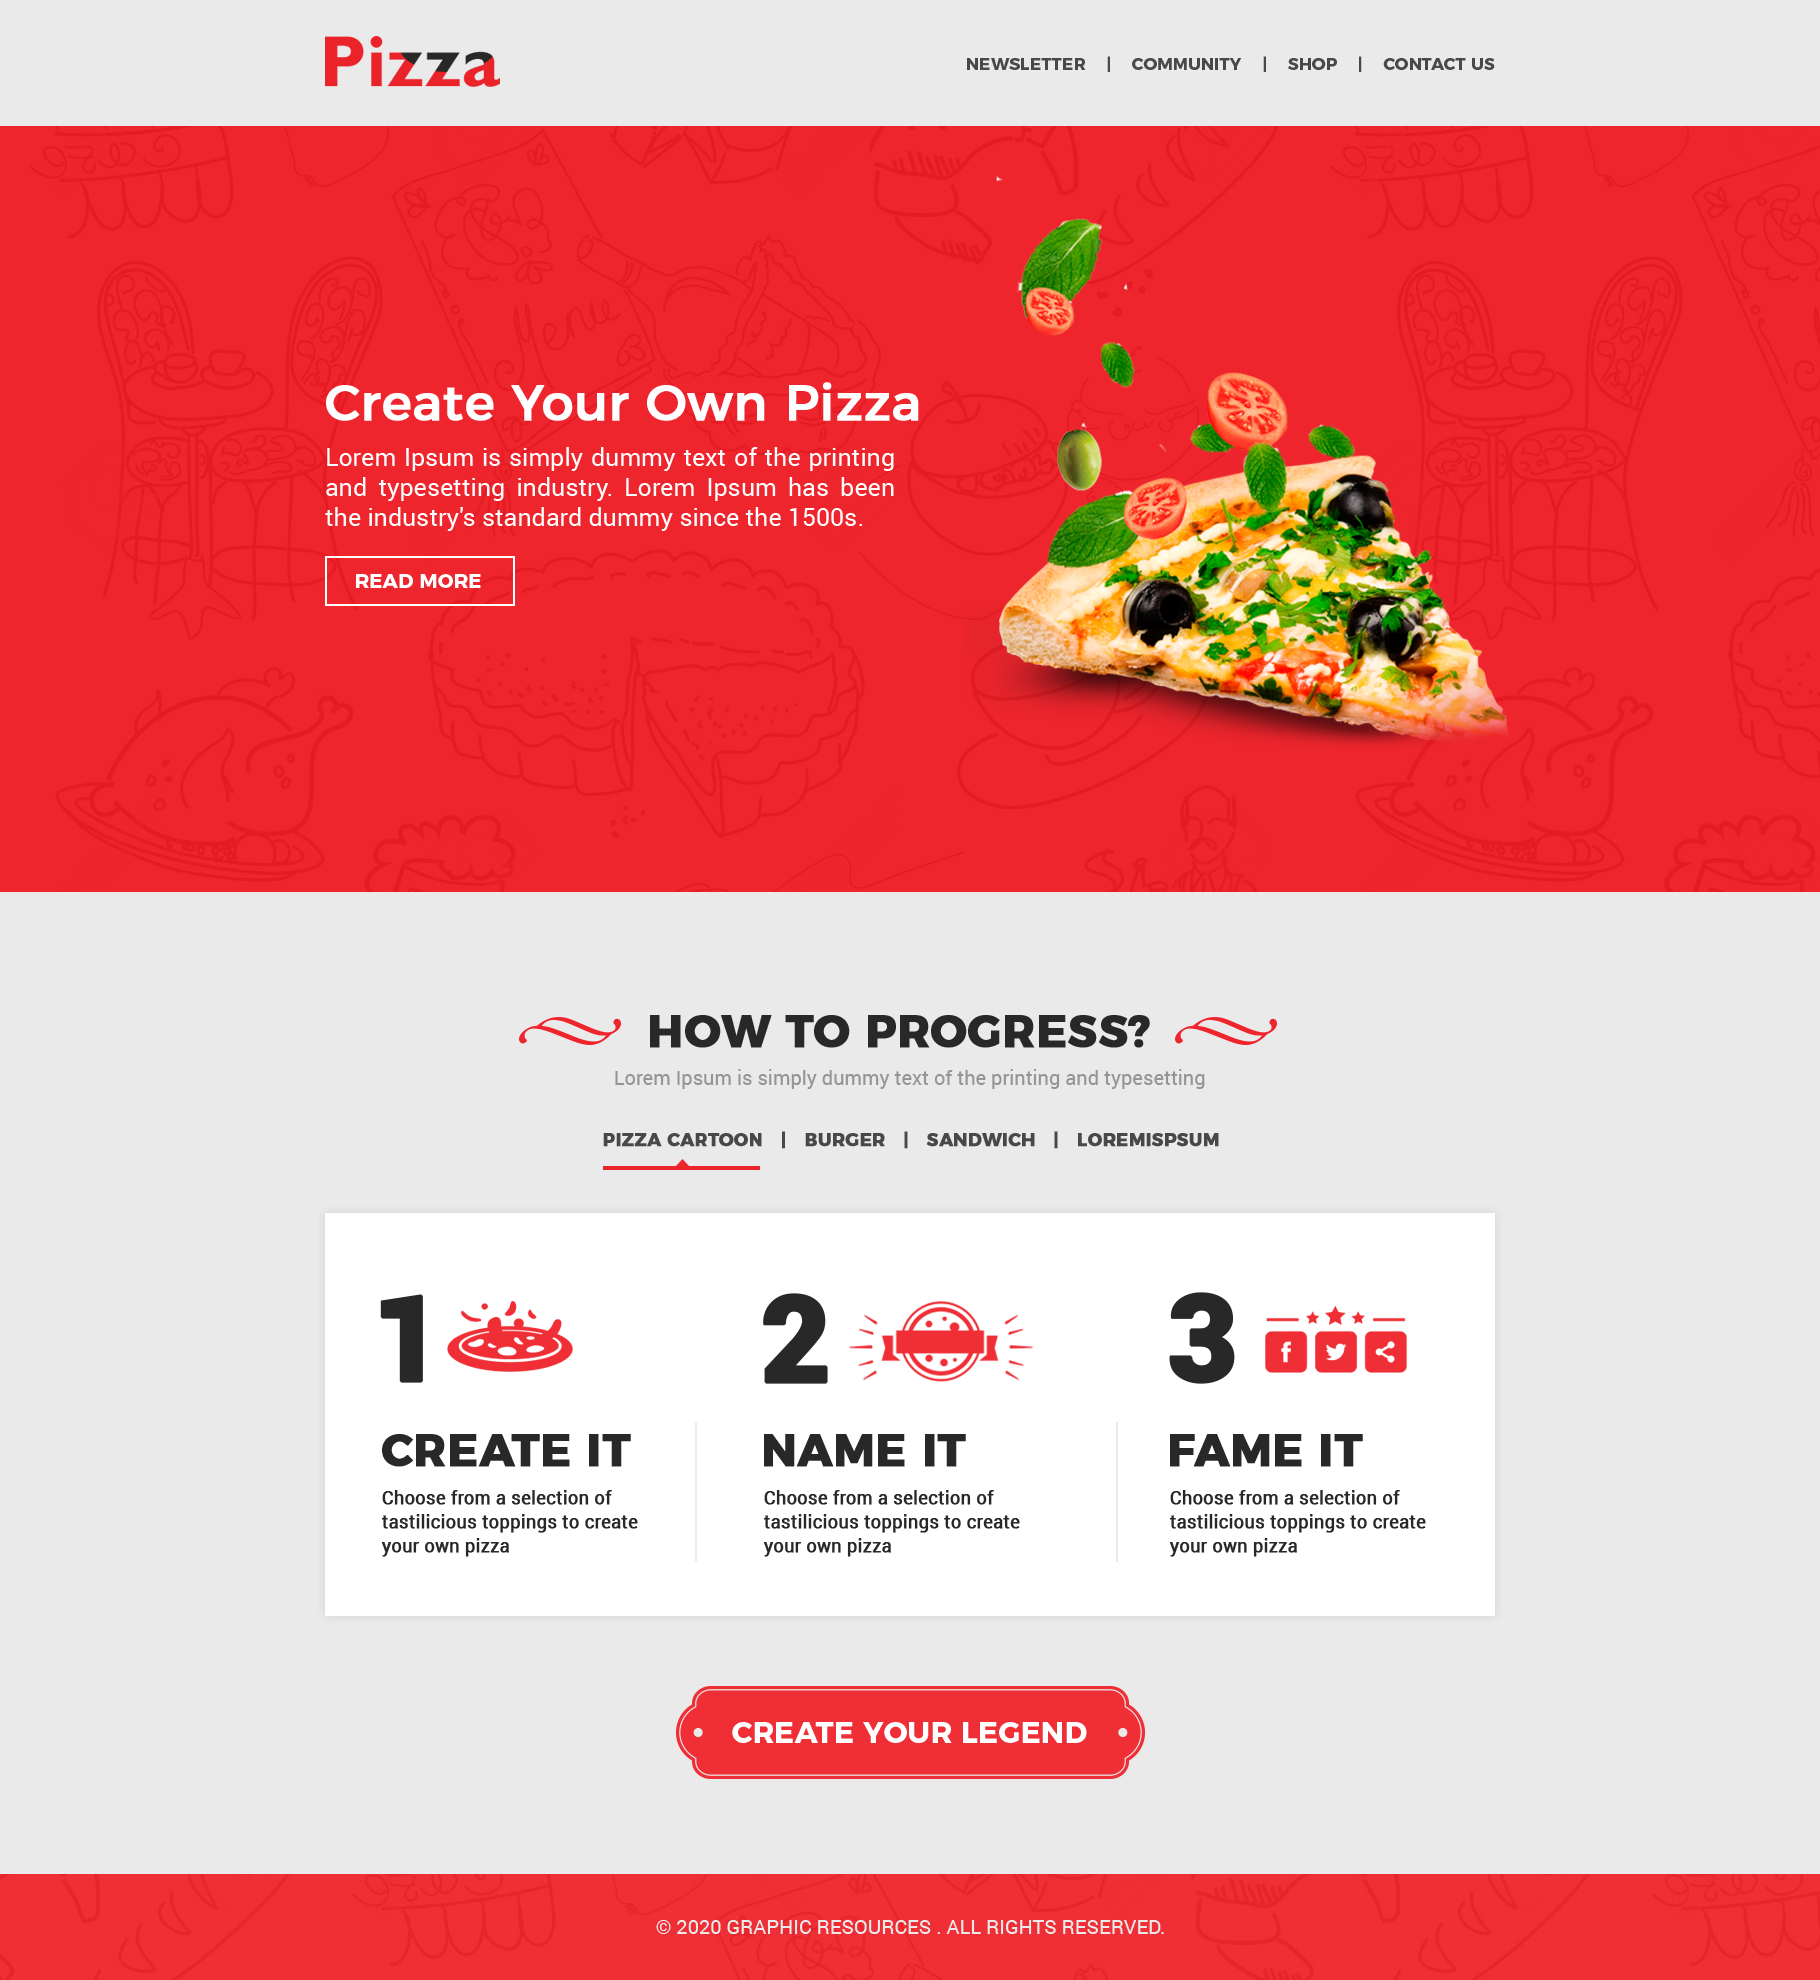 Pizza
NEWSLETTER | COMMUNITY | SHOP | CONTACT US
Menu
Create Your Own Pizza
Lorem Ipsum is simply dummy text of the printing
and typesetting industry. Lorem Ipsum has been
the industry's standard dummy since the 1500s.
READ MORE
HOW TO PROGRESS?
Lorem Ipsum is simply dummy text of the printing and typesetting
PIZZA CARTOON | BURGER | SANDWICH | LOREMISPSUM
1
CREATE IT
Choose from a selection of
tastilicious toppings to create
your own pizza
2
NAME IT
Choose from a selection of
tastilicious toppings to create
your own pizza
3
f
FAME IT
Choose from a selection of
tastilicious toppings to create
your own pizza
CREATE YOUR LEGEND
© 2020 GRAPHIC RESOURCES . ALL RIGHTS RESERVED.